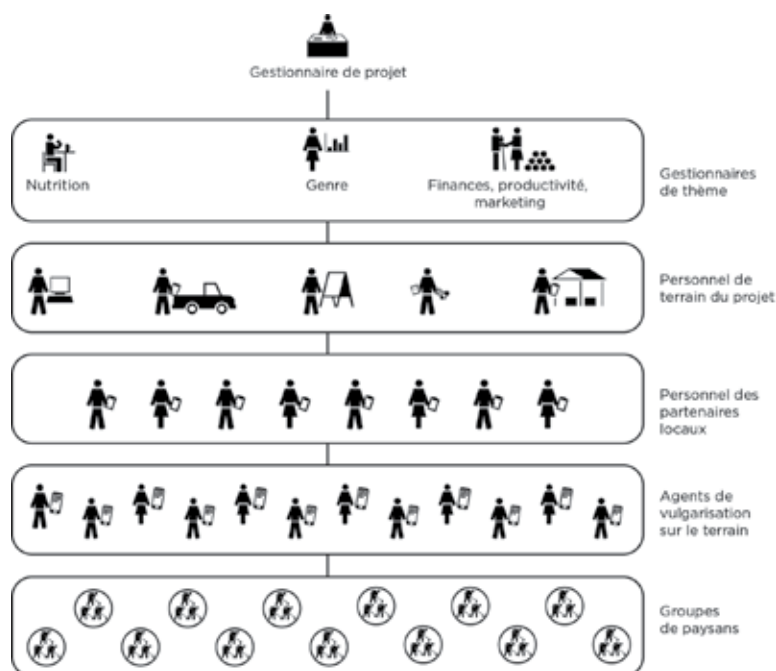 Gestionnaire de projet
Nutrition
Genre
Finances, productivité,
marketing
Gestionnaires
de thème
Personnel de
terrain du projet
Personnel des
partenaires
locaux
Agents de
vulgarisation
sur le terrain
Groupes
de paysans